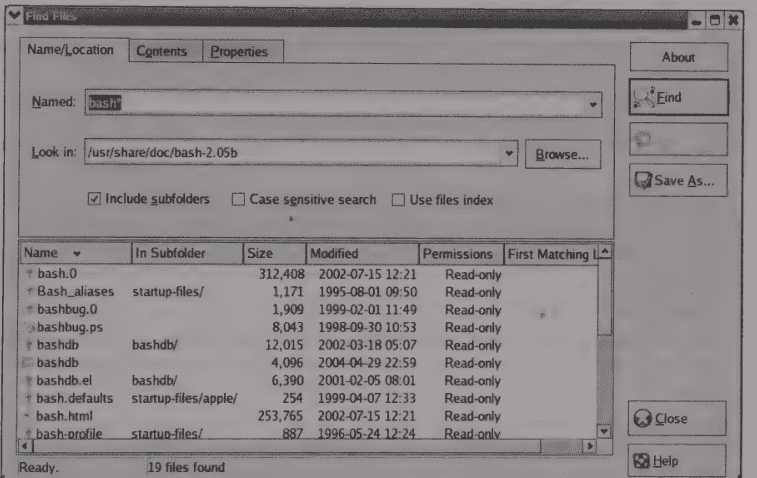 Find Files
Name/Location Contents Properties
About
Named: bash*
Find
Look in: /usr/share/doc/bash-2.05b Browse...
Save As...
Include subfolders Case sensitive search Use files index
Name In Subfolder Size Modified Permissions First Matching L
bash.0 312,408 2002-07-15 12:21 Read-only
Bash_aliases startup-files/ 1,171 1995-08-01 09:50 Read-only
bashbug.0 1,909 1999-02-01 11:49 Read-only
bashbug.ps 8,043 1998-09-30 10:53 Read-only
bashdb bashdb/ 12,015 2002-03-18 05:07 Read-only
bashdb 4,096 2004-04-29 22:59 Read-only
bashdb.el bashdb/ 6,390 2001-02-05 08:01 Read-only
bash.defaults startup-files/apple/ 254 1999-04-07 12:33 Read-only
bash.html 253,765 2002-07-15 12:21 Read-only
bash-profile startup-files/ 887 1996-05-24 12:24 Read-only
Close
Ready. 19 files found
Help